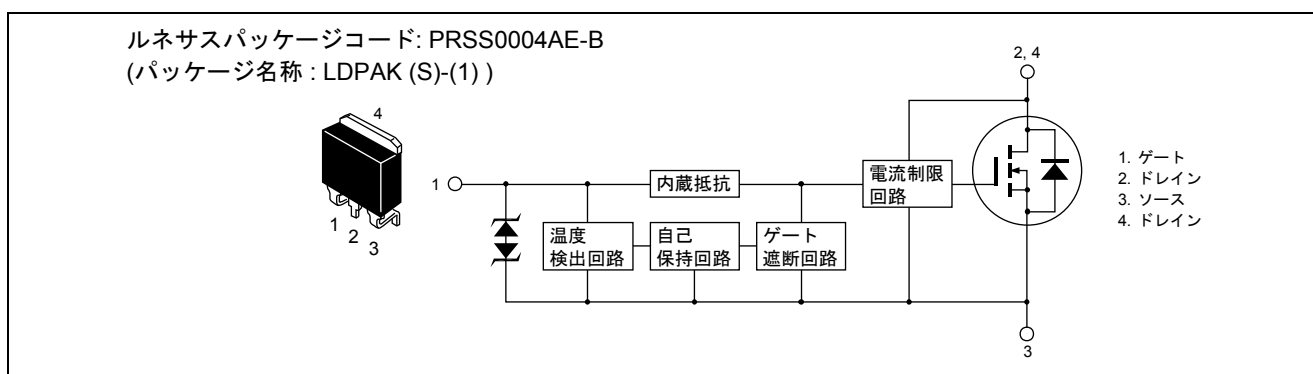 ルネサスパッケージコード: PRSS0004AE-B
(パッケージ名称 : LDPAK (S)-(1) )
4
1
2
3
1
内蔵抵抗
温度
検出回路
自己
保持回路
ゲート
遮断回路
電流制限
回路
2, 4
3
1. ゲート
2. ドレイン
3. ソース
4. ドレイン